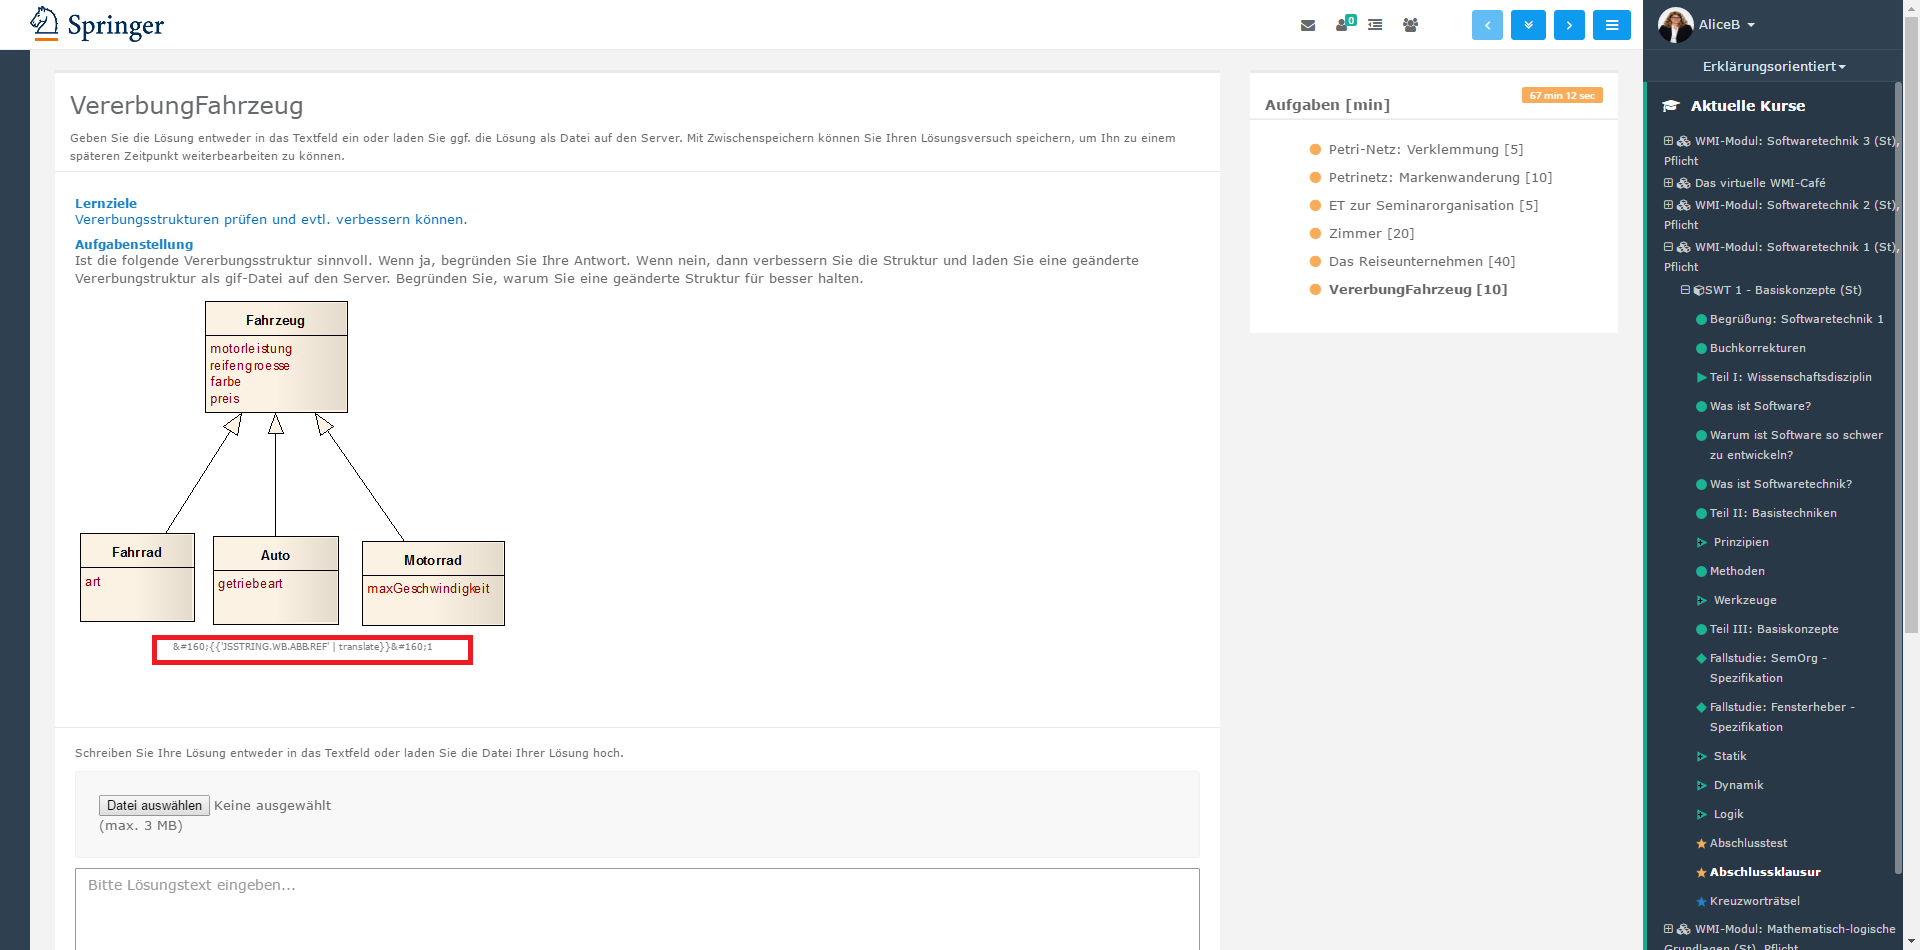 Springer
0
AliceB
Erklärungsorientiert
VererbungFahrzeug
Geben Sie die Lösung entweder in das Textfeld ein oder laden Sie ggf. die Lösung als Datei auf den Server. Mit Zwischenspeichern können Sie Ihren Lösungsversuch speichern, um Ihn zu einem
späteren Zeitpunkt weiterbearbeiten zu können.
Lernziele
Vererbungsstrukturen prüfen und evtl. verbessern können.
Aufgabenstellung
Ist die folgende Vererbungsstruktur sinnvoll. Wenn ja, begründen Sie Ihre Antwort. Wenn nein, dann verbessern Sie die Struktur und laden Sie eine geänderte
Vererbungstruktur als gif-Datei auf den Server. Begründen Sie, warum Sie eine geänderte Struktur für besser halten.
Fahrzeug
motorleistung
reifengroesse
farbe
preis
Fahrrad
art
Auto
getriebeart
Motorrad
maxGeschwindigkeit
&#160;{{'JSSTRING.WB.ABB.REF' | translate}}&#160;1
Schreiben Sie Ihre Lösung entweder in das Textfeld oder laden Sie die Datei Ihrer Lösung hoch.
Datei auswählen Keine ausgewählt
(max. 3 MB)
Bitte Lösungstext eingeben...
Aufgaben [min]
67 min 12 sec
Petri-Netz: Verklemmung [5]
Petrinetz: Markenwanderung [10]
ET zur Seminarorganisation [5]
Zimmer [20]
Das Reiseunternehmen [40]
VererbungFahrzeug [10]
Aktuelle Kurse
WMI-Modul: Softwaretechnik 3 (St),
Pflicht
Das virtuelle WMI-Café
WMI-Modul: Softwaretechnik 2 (St),
Pflicht
WMI-Modul: Softwaretechnik 1 (St),
Pflicht
SWT 1 - Basiskonzepte (St)
Begrüßung: Softwaretechnik 1
Buchkorrekturen
Teil I: Wissenschaftsdisziplin
Was ist Software?
Warum ist Software so schwer
zu entwickeln?
Was ist Softwaretechnik?
Teil II: Basistechniken
Prinzipien
Methoden
Werkzeuge
Teil III: Basiskonzepte
Fallstudie: SemOrg -
Spezifikation
Fallstudie: Fensterheber -
Spezifikation
Statik
Dynamik
Logik
Abschlusstest
Abschlussklausur
Kreuzworträtsel
WMI-Modul: Mathematisch-logische
Grundlagen (St), Pflicht